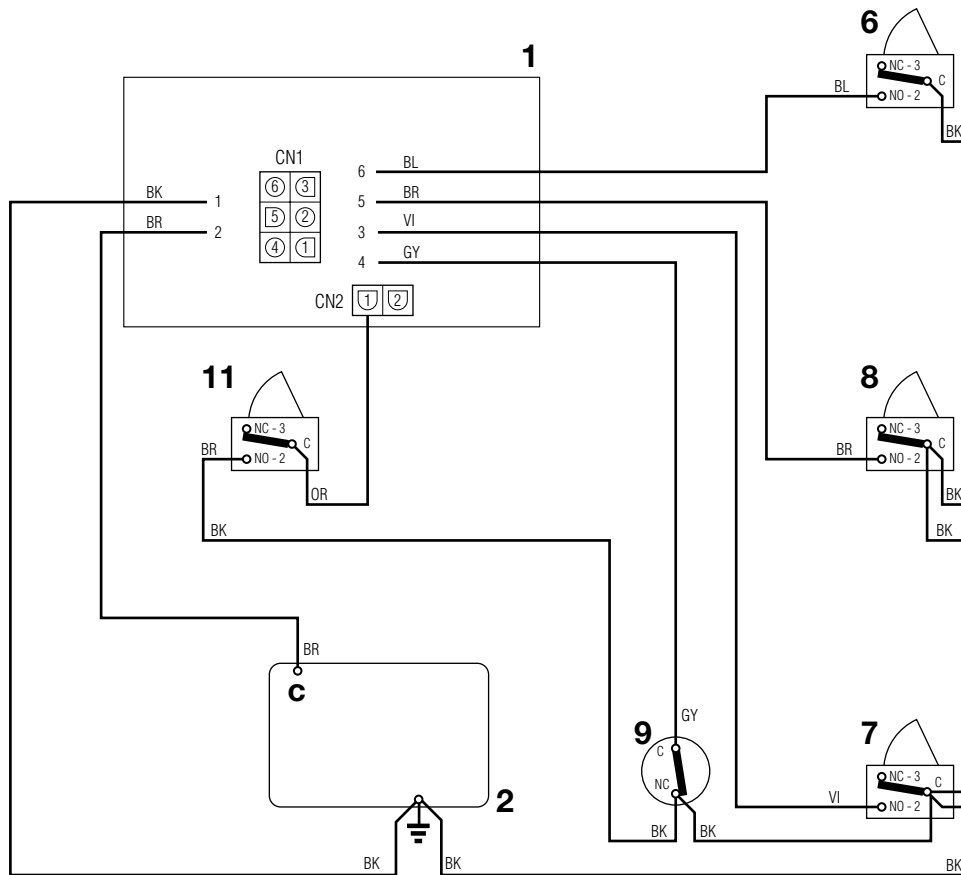 6
NC - 3
C
NO - 2
BL
BK
1
CN1
6 3
5 2
4 1
6 BL
BK 1
5 BR
BR 2
3 VI
4 GY
CN2 1 2
11
NC - 3
C
BR NO - 2
OR
BK
8
NC - 3
C
BR NO - 2
BK
BK
BR
c
2
GY
9
C
NC
BK BK
7
NC - 3
C
VI NO - 2
BK BK
BK